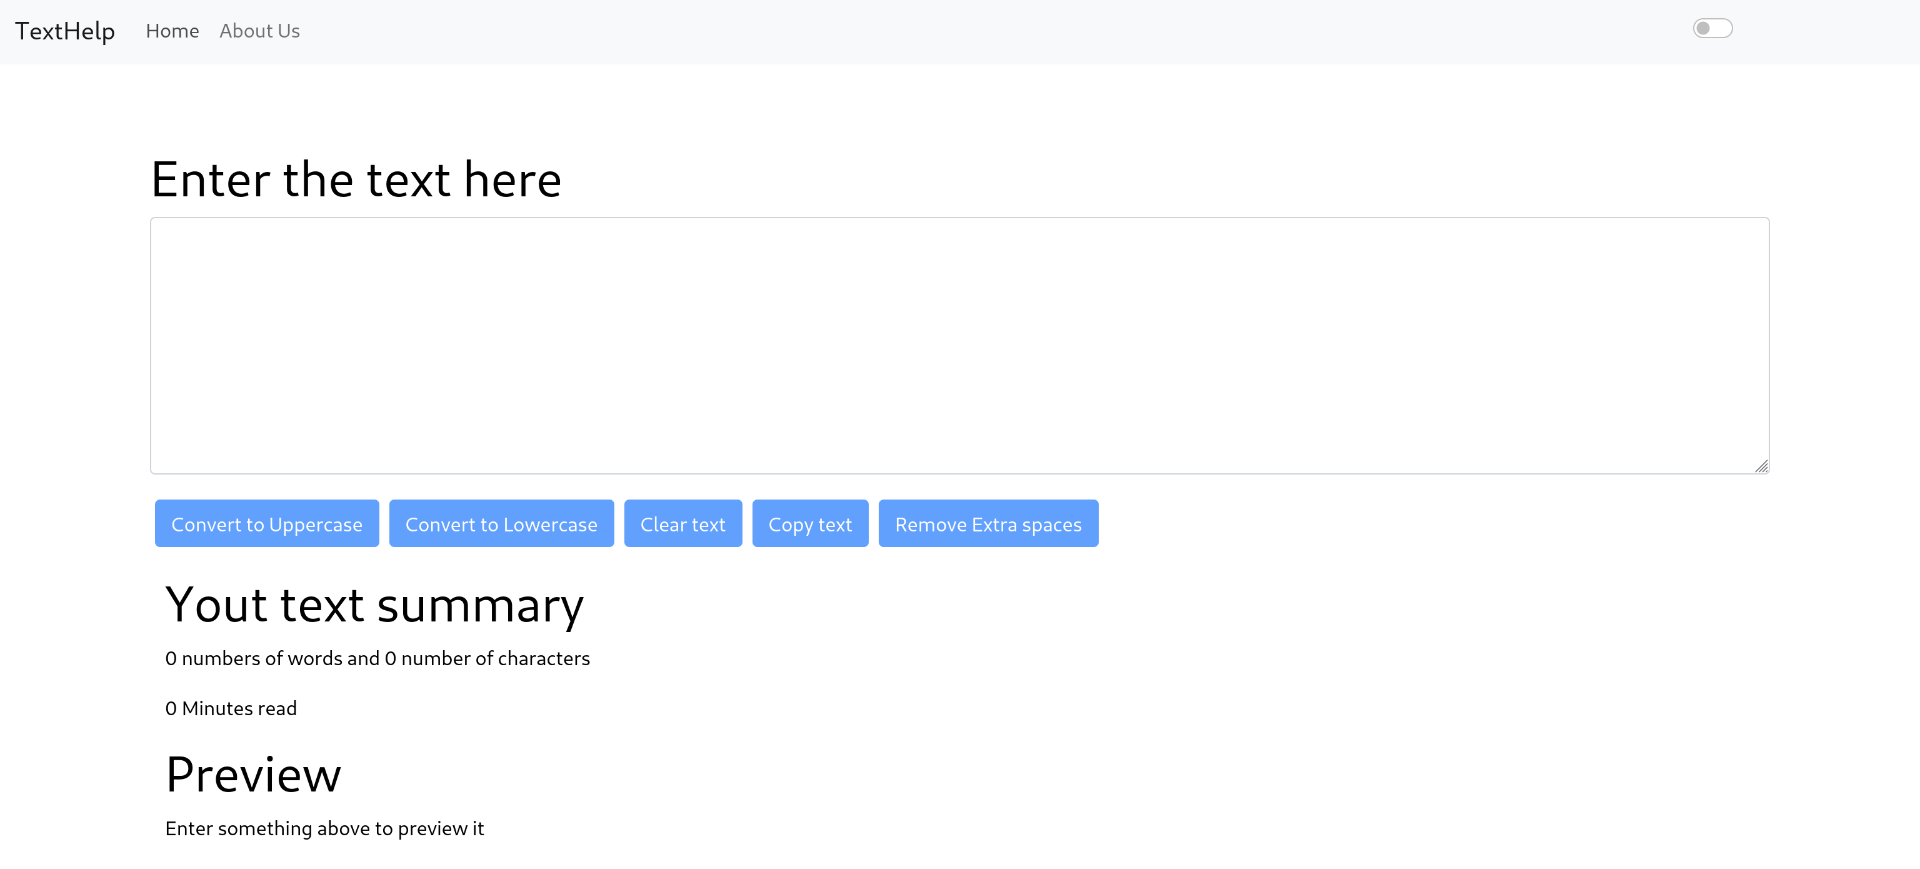 TextHelp Home About Us
Enter the text here
Convert to Uppercase Convert to Lowercase Clear text Copy text Remove Extra spaces
Yout text summary
0 numbers of words and 0 number of characters
0 Minutes read
Preview
Enter something above to preview it